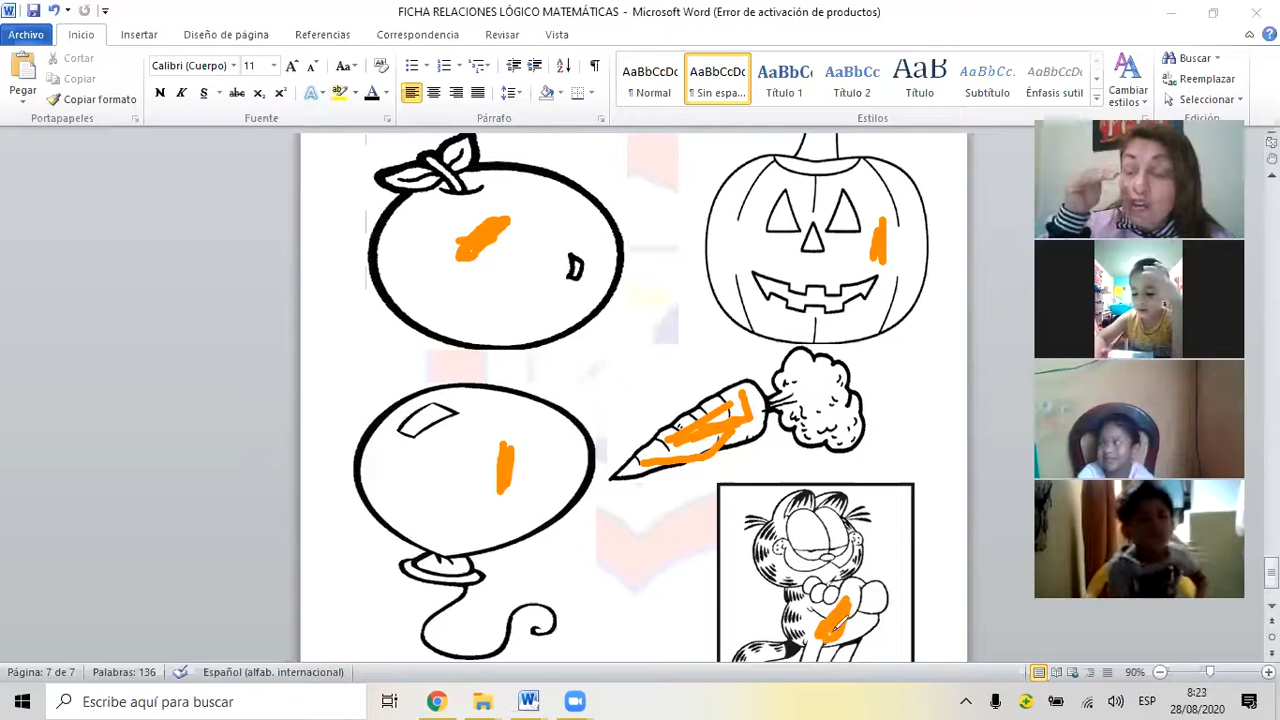 FICHA RELACIONES LÓGICO MATEMÁTICAS - Microsoft Word (Error de activación de productos)
Archivo Inicio Insertar Diseño de página Referencias Correspondencia Revisar Vista
Pegar
Cortar
Copiar
Copiar formato
Portapapeles
Calibri (Cuerpo) 11
Fuente
Párrafo
AaBbCcDc AaBbCcDc AaBbC AaBbCc AaB AaBbCc. AaBbCcDc
¶ Normal ¶ Sin espa... Título 1 Título 2 Título Subtítulo Énfasis sutil
Cambiar
estilos
Estilos
Buscar
Reemplazar
Seleccionar
Edición
Página: 7 de 7 Palabras: 136 Español (alfab. internacional) 90%
Escribe aquí para buscar
ESP
8:23
28/08/2020